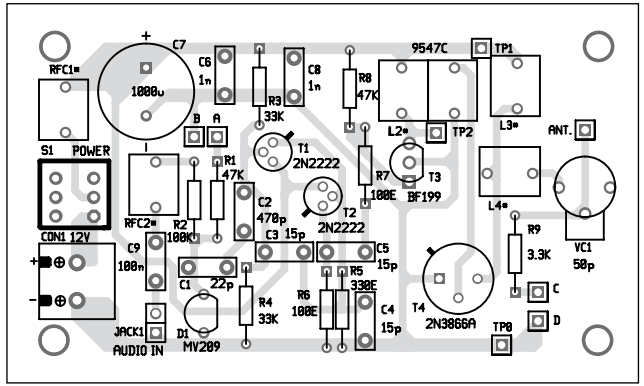 +
C7
RFC1*
C6
1n
C8
1n
9547C
TP1
1000u
R3
33K
R8
47K
B A
L2*
TP2
L3*
ANT.
S1
POWER
-
R1
47K
T1
2N2222
R7
100E
T3
BF199
RFC2*
R2
100K
C2
470p
T2
2N2222
L4*
CON1 12V
C9
100n
C3
15p
C5
15p
R9
3.3K
VC1
50p
+
C1
22p
R5
330E
-
R4
33K
R6
100E
C4
15p
T4
2N3866A
C
D
JACK1
D1
MV209
TP0
AUDIO IN